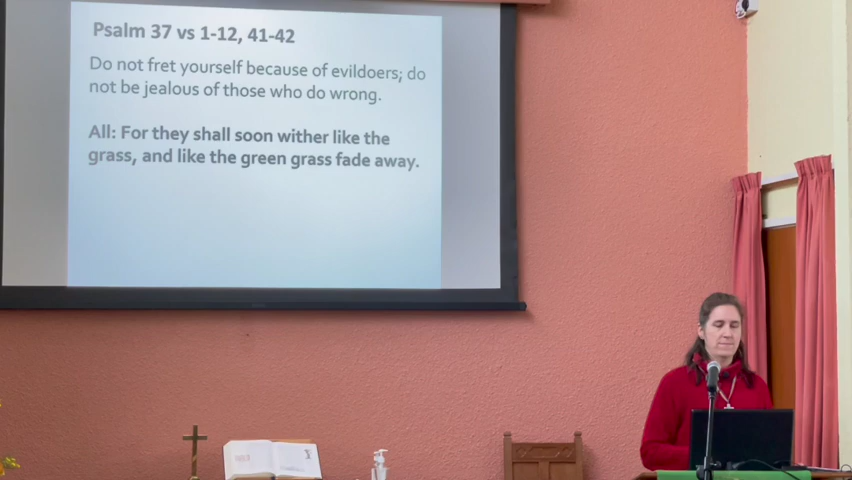 Psalm 37 vs 1-12, 41-42
Do not fret yourself because of evildoers; do
not be jealous of those who do wrong.
All: For they shall soon wither like the
grass, and like the green grass fade away.